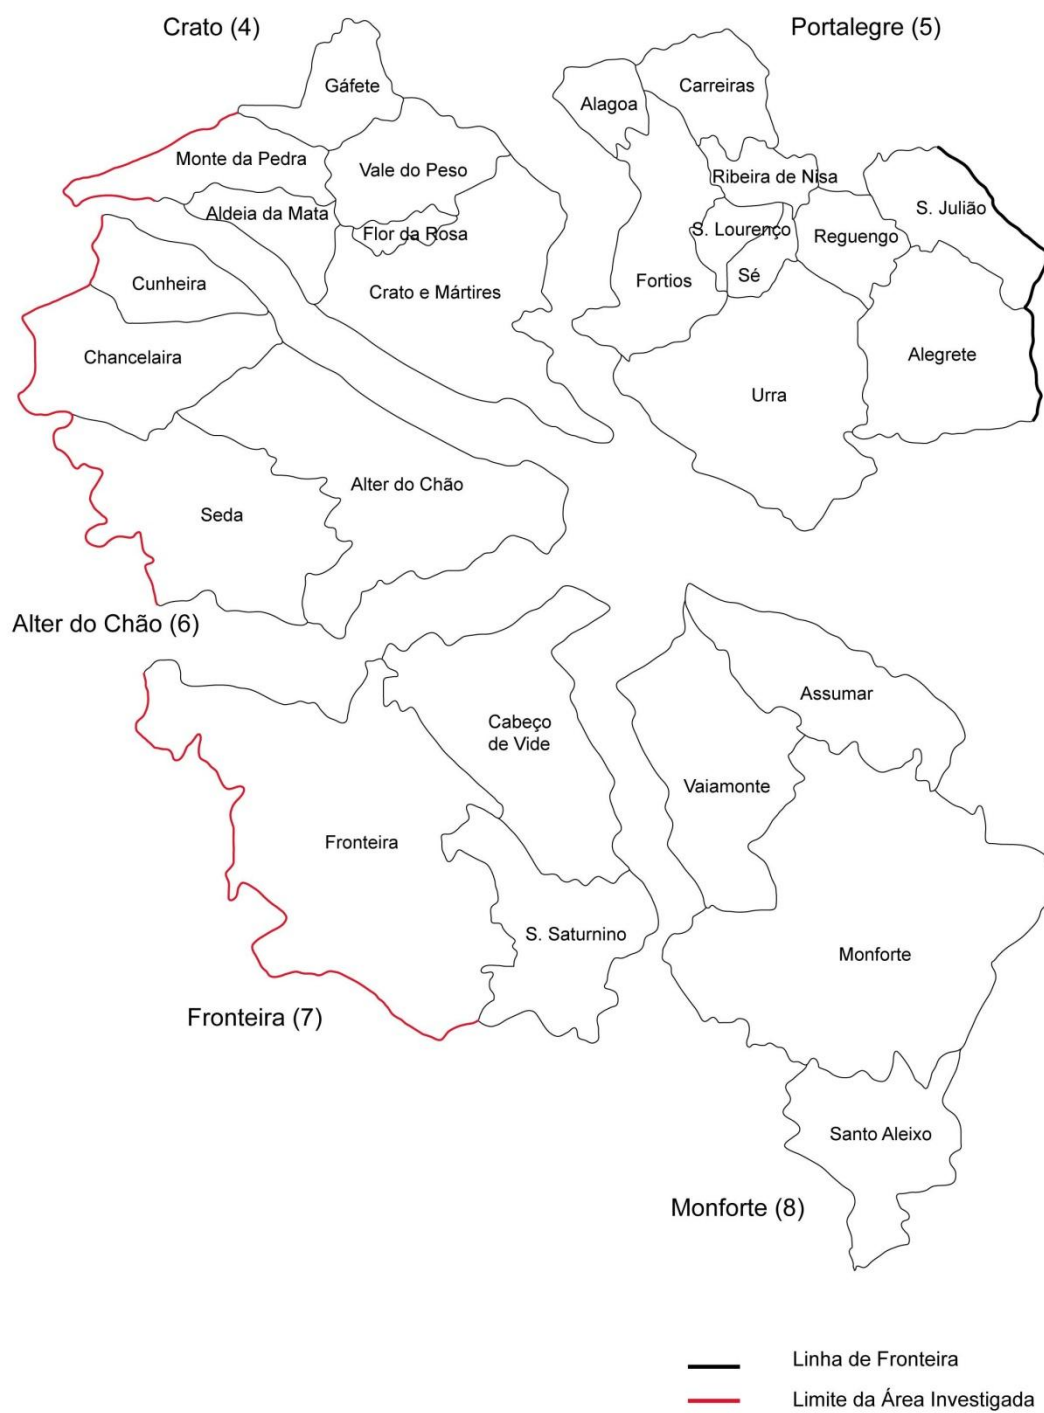 Crato (4)
Portalegre (5)
Gáfete
Carreiras
Alagoa
Monte da Pedra
Vale do Peso
Ribeira de Nisa
Aldeia da Mata
S. Julião
Flor da Rosa
S. Lourenço
Reguengo
Cunheira
Sé
Fortios
Crato e Mártires
Chancelaira
Alegrete
Urra
Alter do Chão
Seda
Alter do Chão (6)
Assumar
Cabeço
de Vide
Vaiamonte
Fronteira
S. Saturnino
Monforte
Fronteira (7)
Santo Aleixo
Monforte (8)
Linha de Fronteira
Limite da Área Investigada